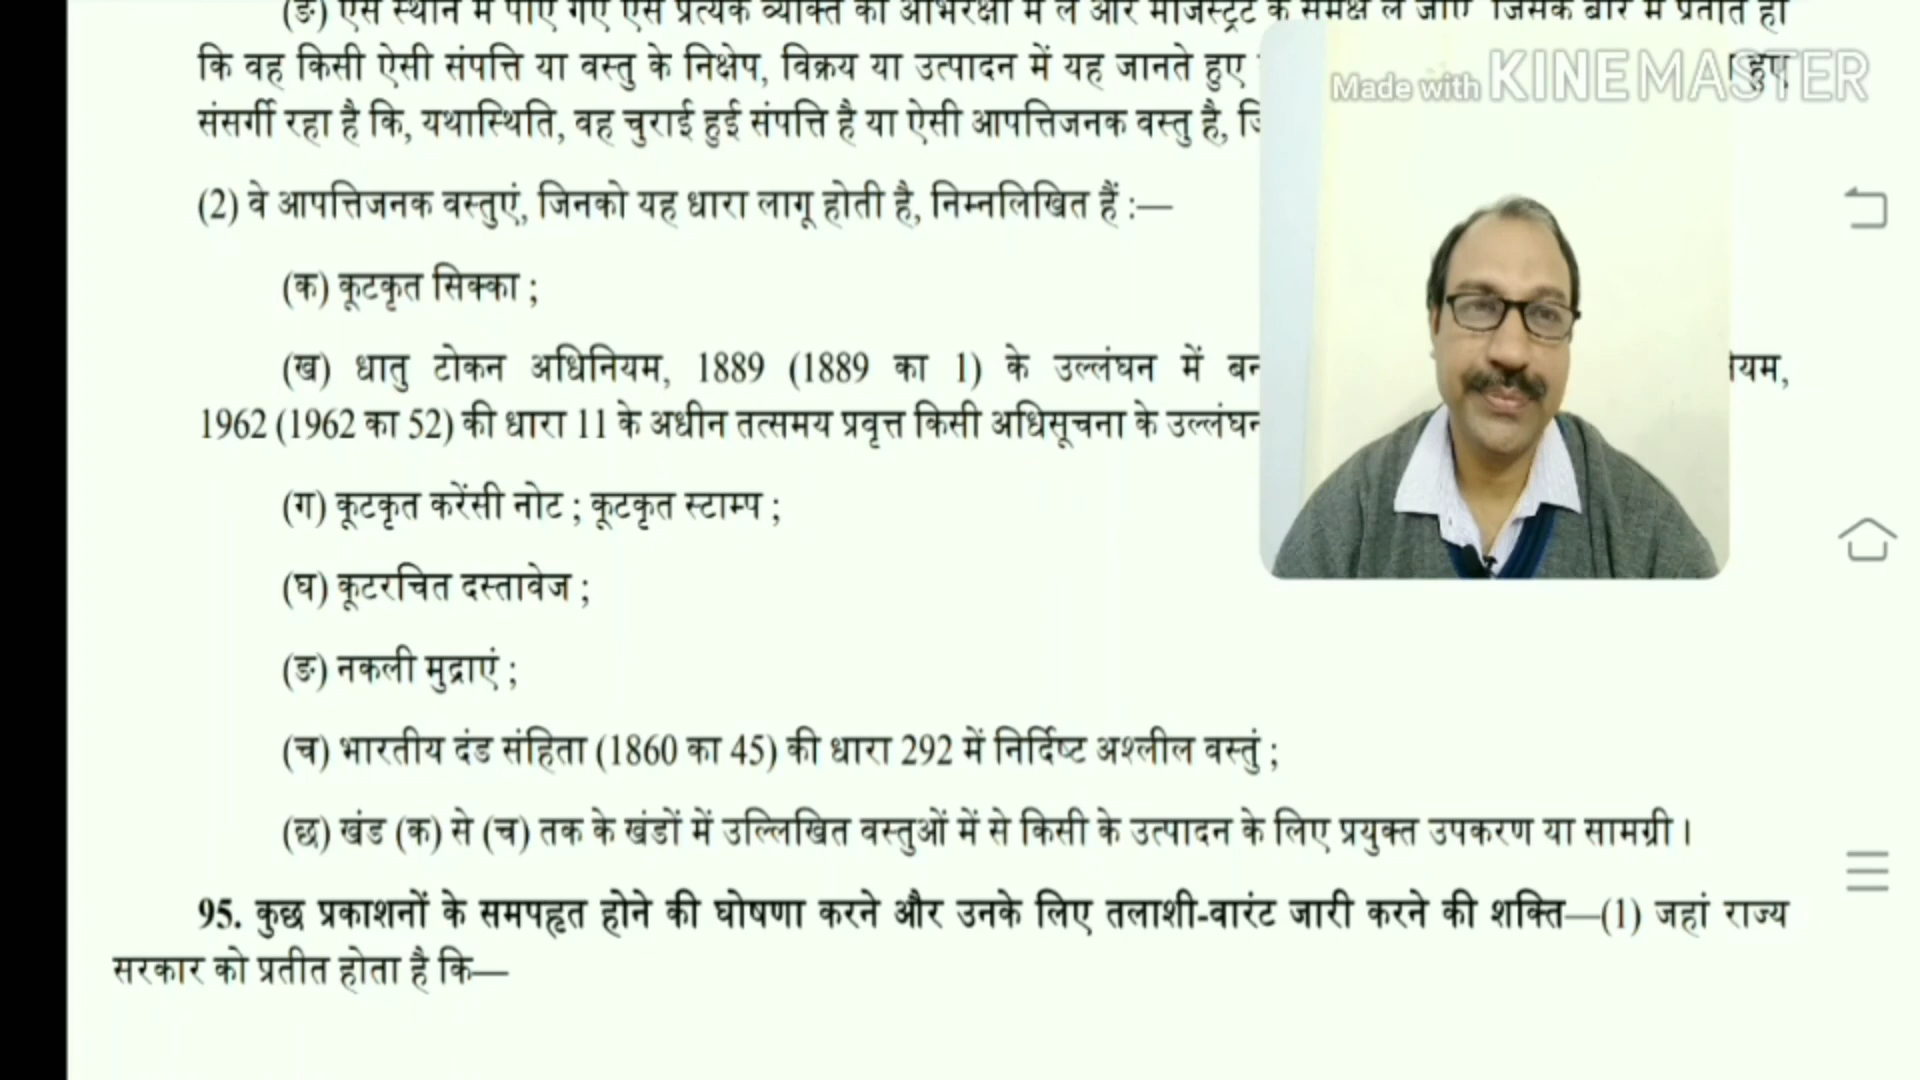 (ङ) ऐसे स्थान में पाए गए ऐसे प्रत्येक व्यक्ति को अभिरक्षा में ले और मजिस्ट्रेट के समक्ष ले जाए जिसके बारे में प्रतीत हो
कि वह किसी ऐसी संपत्ति या वस्तु के निक्षेप, विक्रय या उत्पादन में यह जानते हुए हुए
Made with KINEMASTER
संसर्गी रहा है कि, यथास्थिति, वह चुराई हुई संपत्ति है या ऐसी आपत्तिजनक वस्तु है,
(2) वे आपत्तिजनक वस्तुएं, जिनको यह धारा लागू होती है, निम्नलिखित हैं :—
(क) कूटकृत सिक्का ;
(ख) धातु टोकन अधिनियम, 1889 (1889 का 1) के उल्लंघन में
1962 (1962 का 52) की धारा 11 के अधीन तत्समय प्रवृत्त किसी अधिसूचना के
(ग) कूटकृत करेंसी नोट ; कूटकृत स्टाम्प ;
(घ) कूटरचित दस्तावेज ;
(ङ) नकली मुद्राएं ;
(च) भारतीय दंड संहिता (1860 का 45) की धारा 292 में निर्दिष्ट अश्लील वस्तुं ;
(छ) खंड (क) से (च) तक के खंडों में उल्लिखित वस्तुओं में से किसी के उत्पादन के लिए प्रयुक्त उपकरण या सामग्री ।
95. कुछ प्रकाशनों के समपहृत होने की घोषणा करने और उनके लिए तलाशी-वारंट जारी करने की शक्ति—(1) जहां राज्य
सरकार को प्रतीत होता है कि—